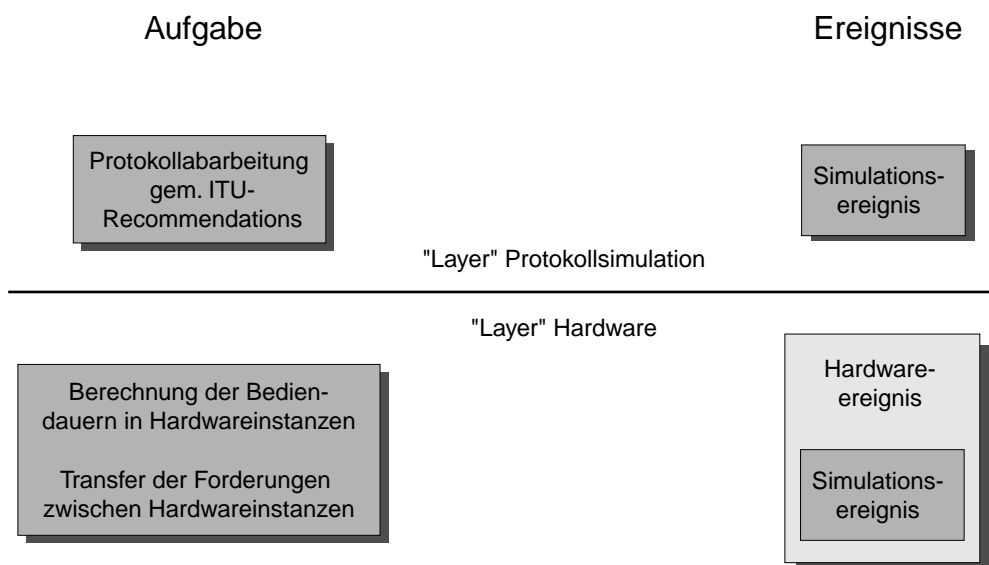 Aufgabe
Ereignisse
Protokollabarbeitung
gem. ITU-
Recommendations
Simulations-
ereignis
"Layer" Protokollsimulation
"Layer" Hardware
Berechnung der Bedien-
dauern in Hardwareinstanzen
Transfer der Forderungen
zwischen Hardwareinstanzen
Hardware-
ereignis
Simulations-
ereignis